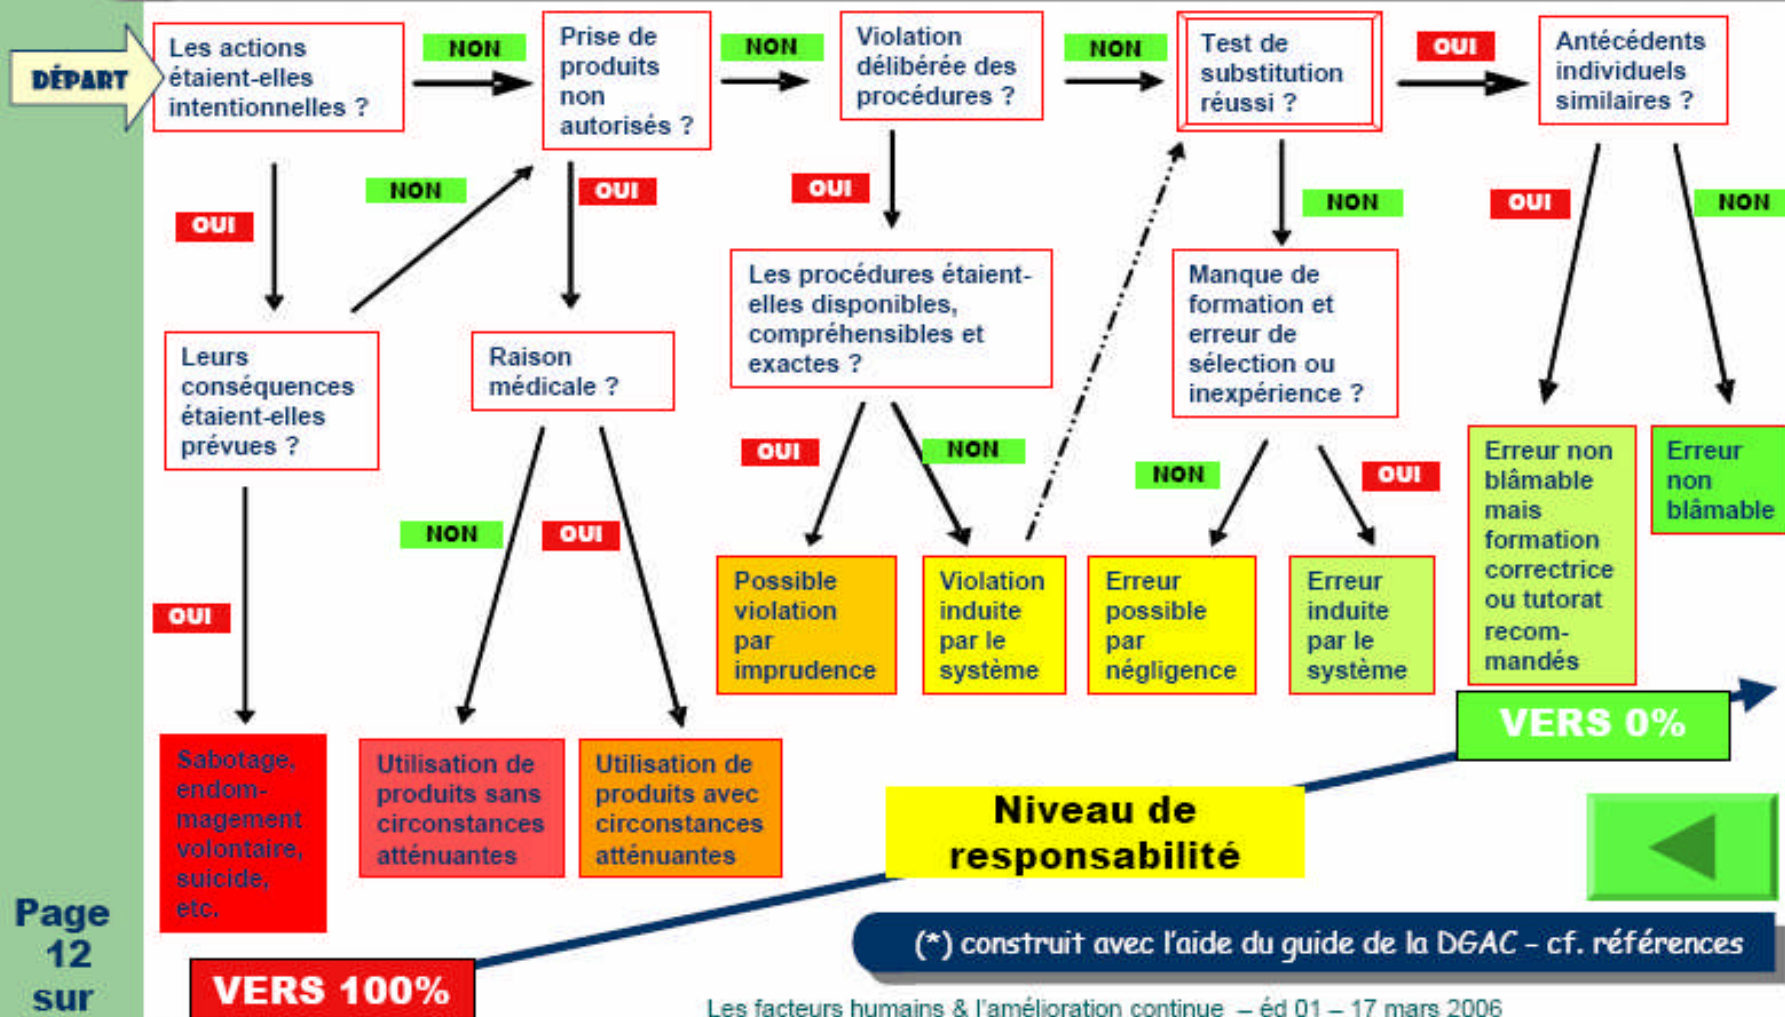 DÉPART
Les actions
étaient-elles
intentionnelles ?
NON
Prise de
produits
non
autorisés ?
NON
Violation
délibérée des
procédures ?
NON
Test de
substitution
réussi ?
OUI
Antécédents
individuels
similaires ?
OUI
NON
OUI
OUI
NON
OUI
NON
Leurs
conséquences
étaient-elles
prévues ?
Raison
médicale ?
Les procédures étaient-
elles disponibles,
compréhensibles et
exactes ?
Manque de
formation et
erreur de
sélection ou
inexpérience ?
OUI
NON
OUI
OUI
NON
NON
OUI
Sabotage,
endom-
magement
volontaire,
suicide,
etc.
Utilisation de
produits sans
circonstances
atténuantes
Utilisation de
produits avec
circonstances
atténuantes
Possible
violation
par
imprudence
Violation
induite
par le
système
Erreur
possible
par
négligence
Erreur
induite
par le
système
Erreur non
blâmable
mais
formation
correctrice
ou tutorat
recom-
mandés
Erreur
non
blâmable
VERS 0%
Niveau de
responsabilité
VERS 100%
(*) construit avec l'aide du guide de la DGAC - cf. références
Page
12
sur
Les facteurs humains & l'amélioration continue – éd 01 – 17 mars 2006